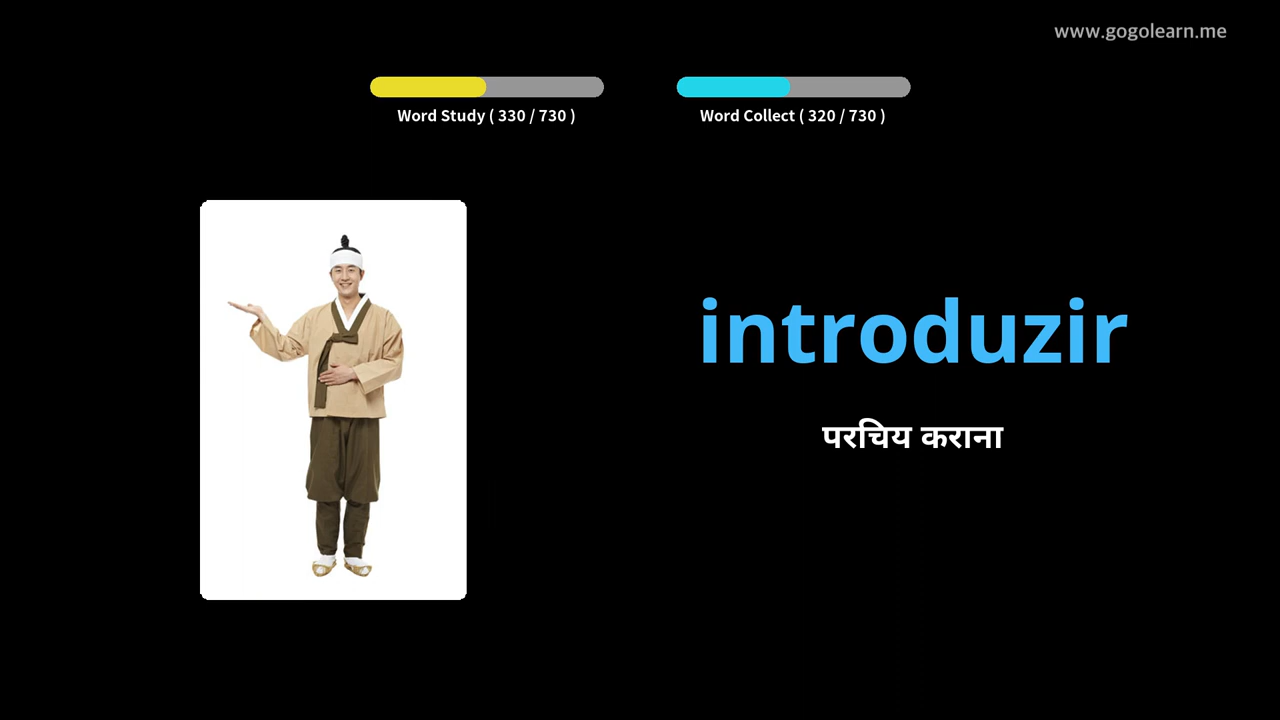 www.gogolearn.me
Word Study ( 330 / 730 )
Word Collect ( 320 / 730 )
introduzir
परिचय कराना